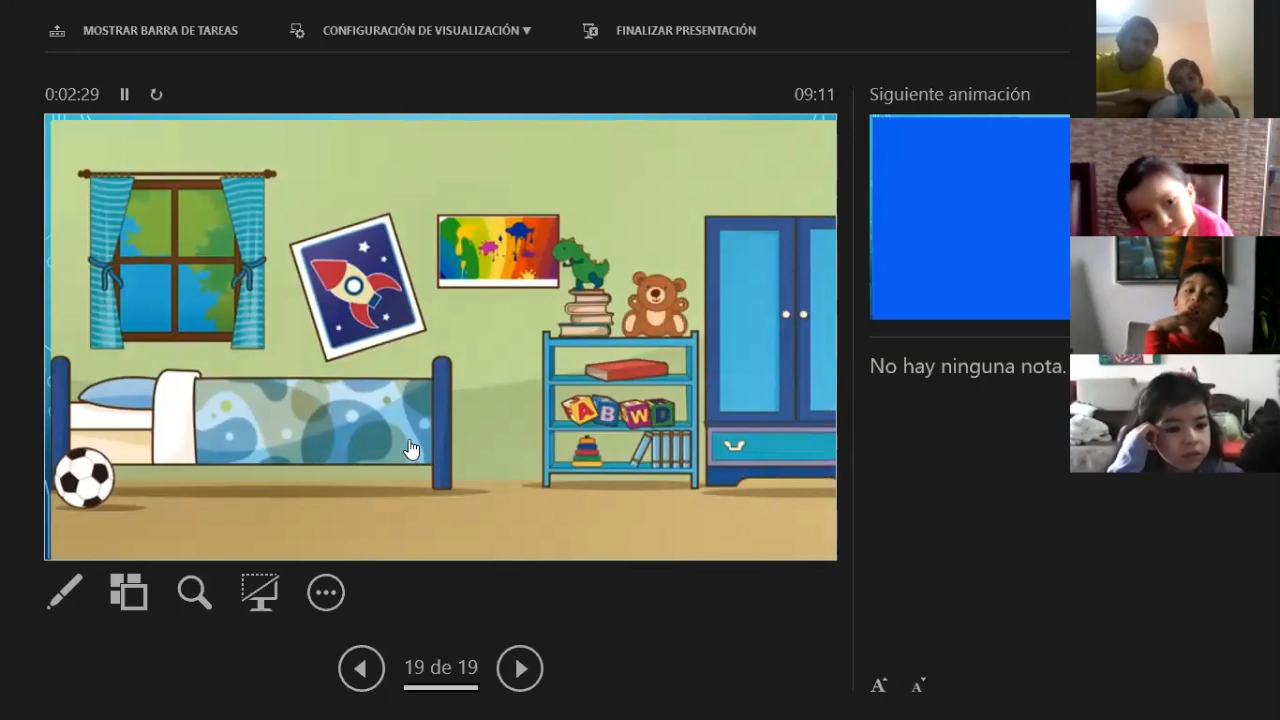 MOSTRAR BARRA DE TAREAS
CONFIGURACIÓN DE VISUALIZACIÓN ▼
FINALIZAR PRESENTACIÓN
0:02:29
09:11
Siguiente animación
A B W D
No hay ninguna nota.
19 de 19
A A